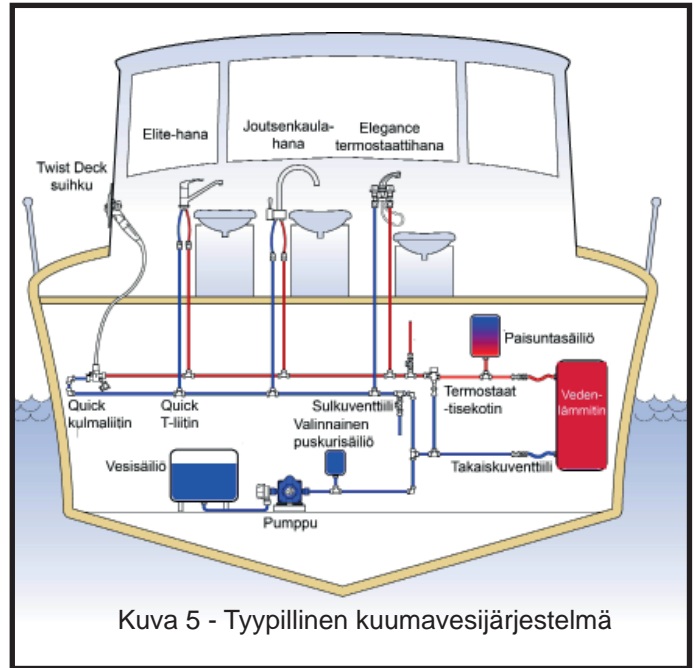 Elite-hana
Joutsenkaula-
hana
Elegance
termostaattihana
Twist Deck
suihku
Paisuntasäiliö
Quick
kulmaliitin
Quick
T-liitin
Sulkuventtiili
Termostaat
-tisekotin
Veden-
lämmitin
Valinnainen
puskurisäiliö
Vesisäiliö
Takaiskuventtiili
Pumppu
Kuva 5 - Tyypillinen kuumavesijärjestelmä